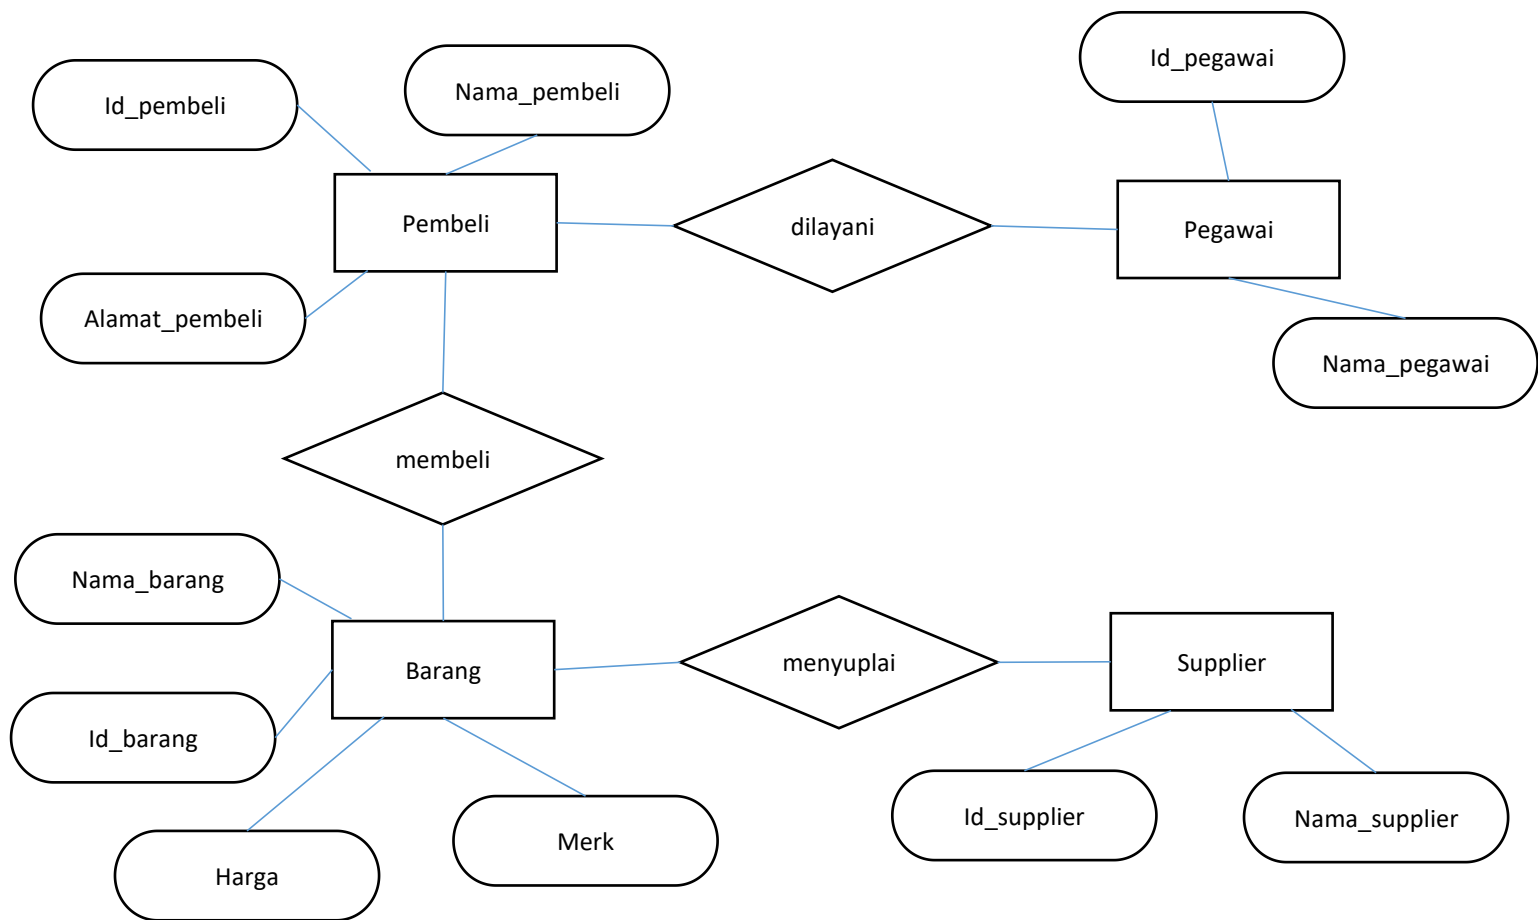 Id_pegawai
Nama_pembeli
Id_pembeli
Pembeli
dilayani
Pegawai
Alamat_pembeli
Nama_pegawai
membeli
Nama_barang
Barang
menyuplai
Supplier
Id_barang
Id_supplier
Nama_supplier
Merk
Harga